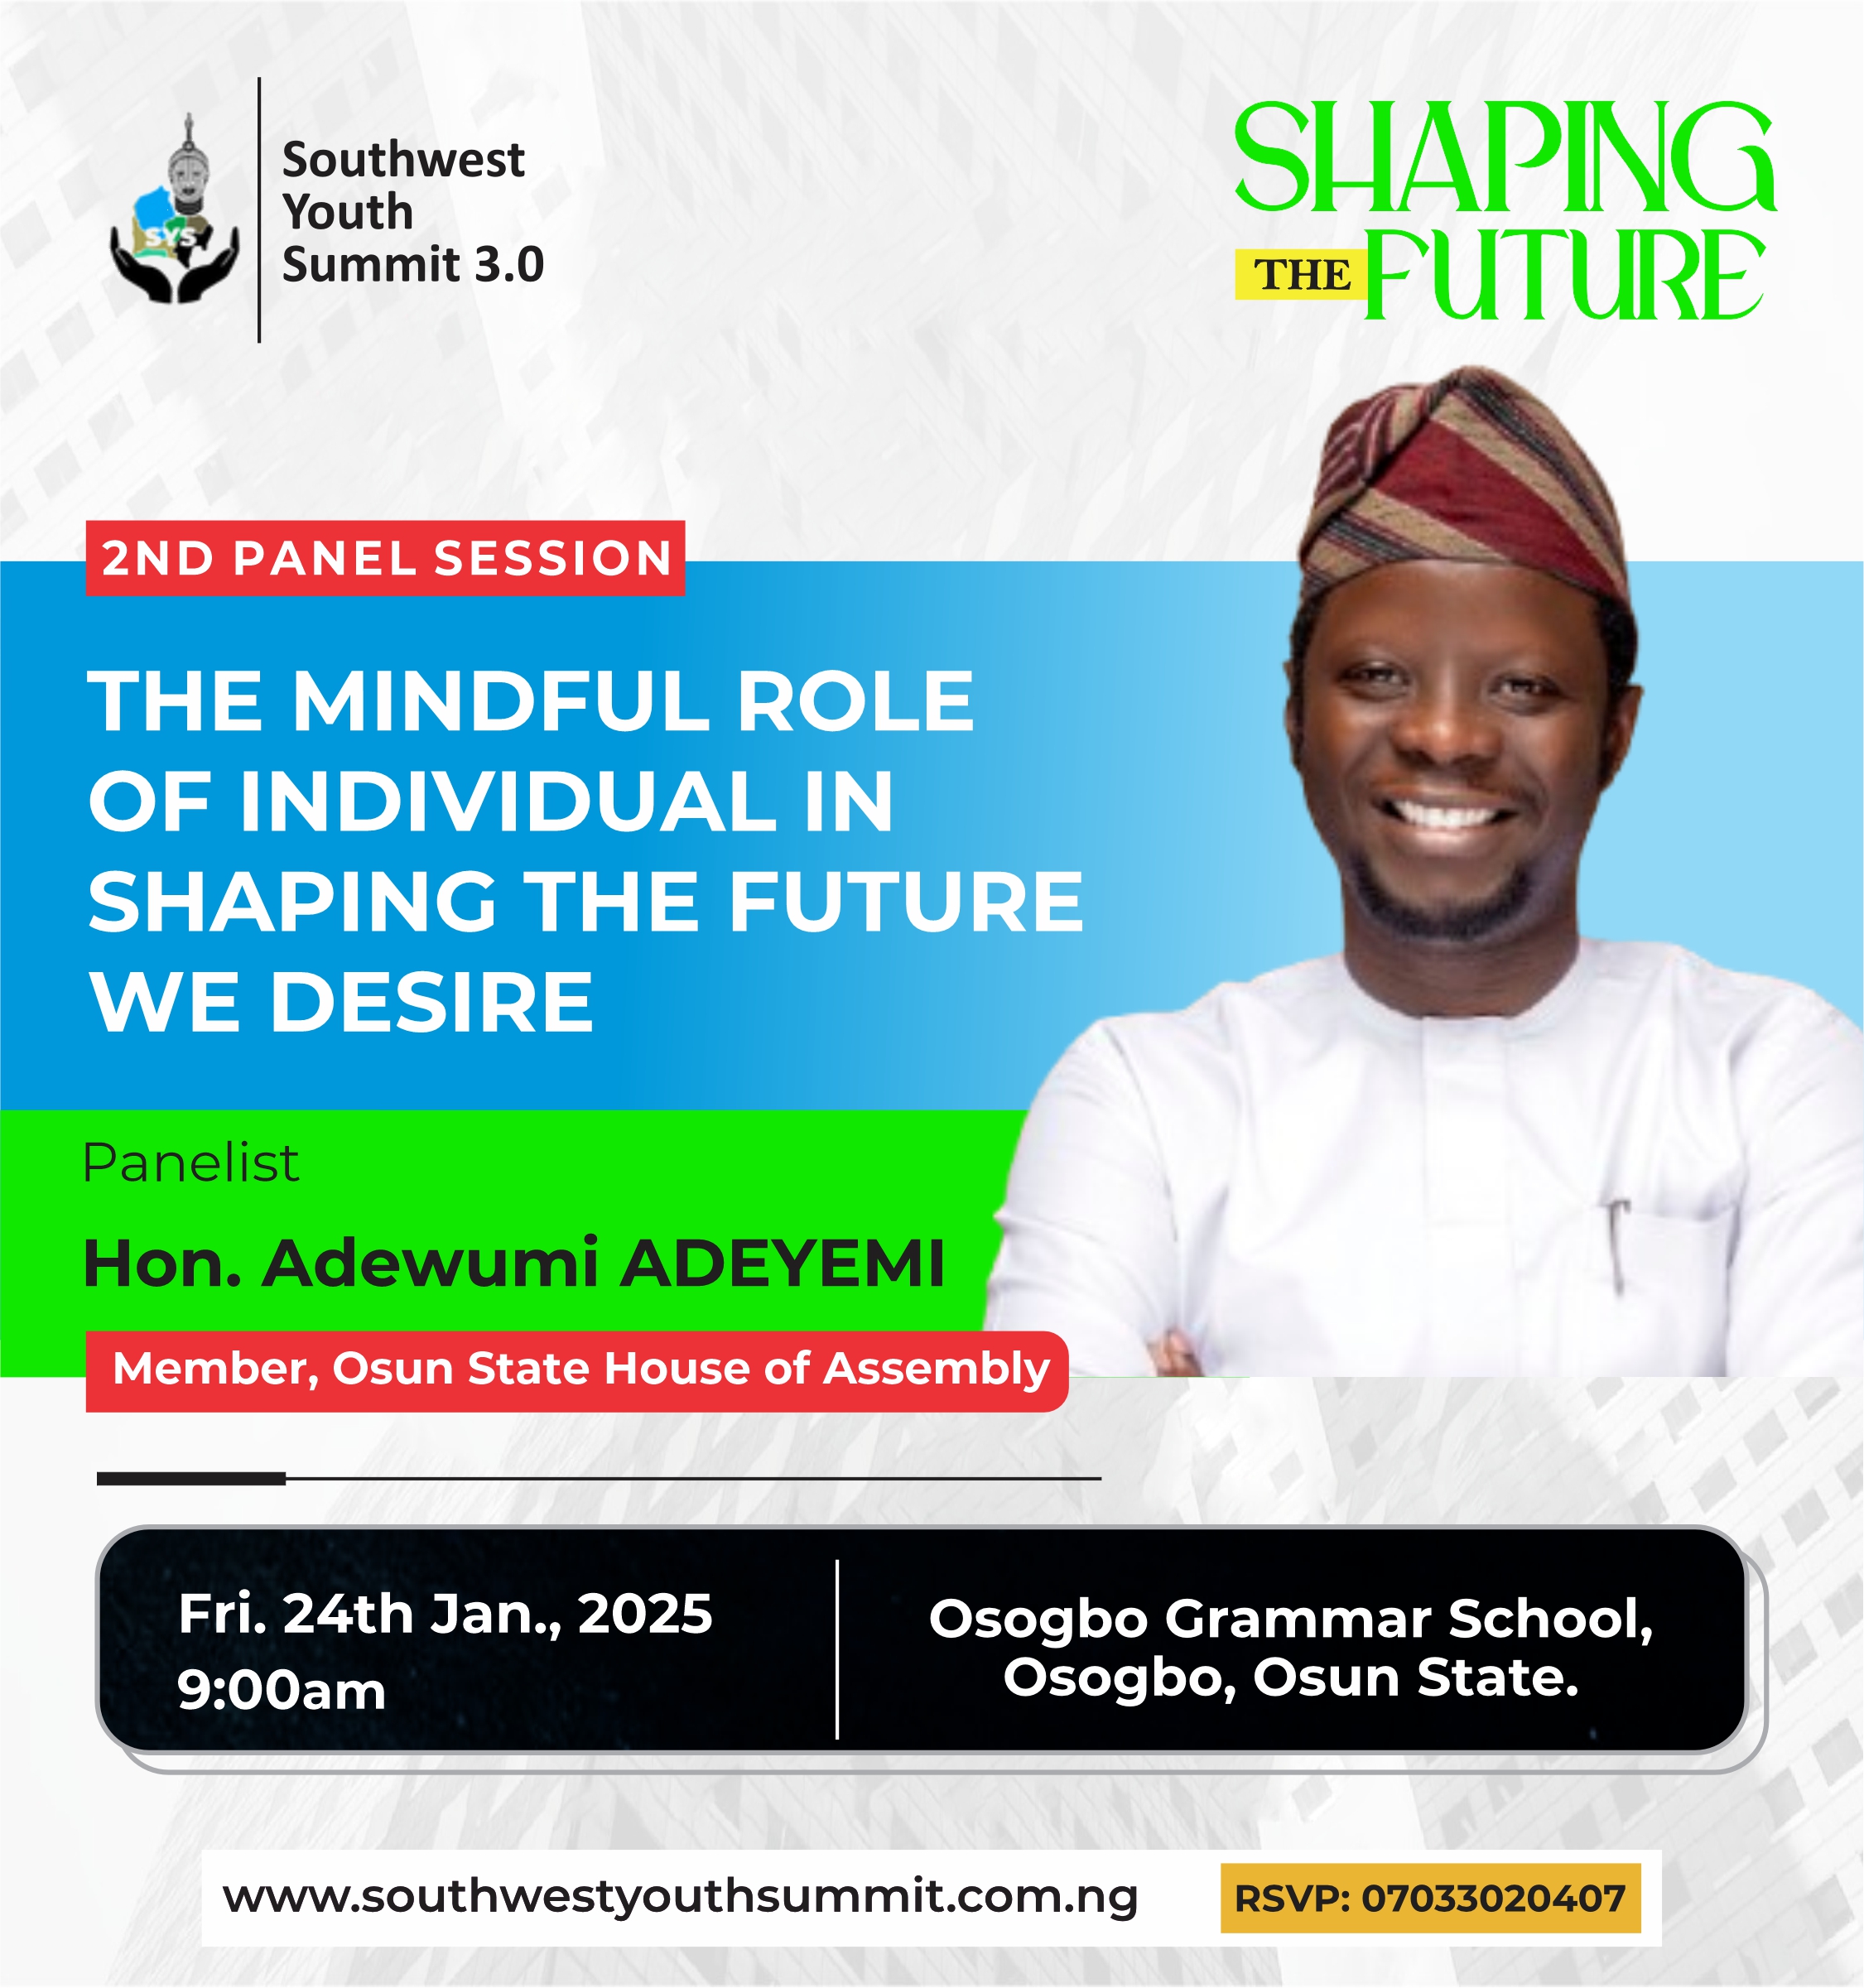 Southwest
Youth
Summit 3.0
SYS
SHAPING
THE FUTURE
2ND PANEL SESSION
THE MINDFUL ROLE
OF INDIVIDUAL IN
SHAPING THE FUTURE
WE DESIRE
Panelist
Hon. Adewumi ADEYEMI
Member, Osun State House of Assembly
Fri. 24th Jan., 2025
9:00am
Osogbo Grammar School,
Osogbo, Osun State.
www.southwestyouthsummit.com.ng
RSVP: 07033020407